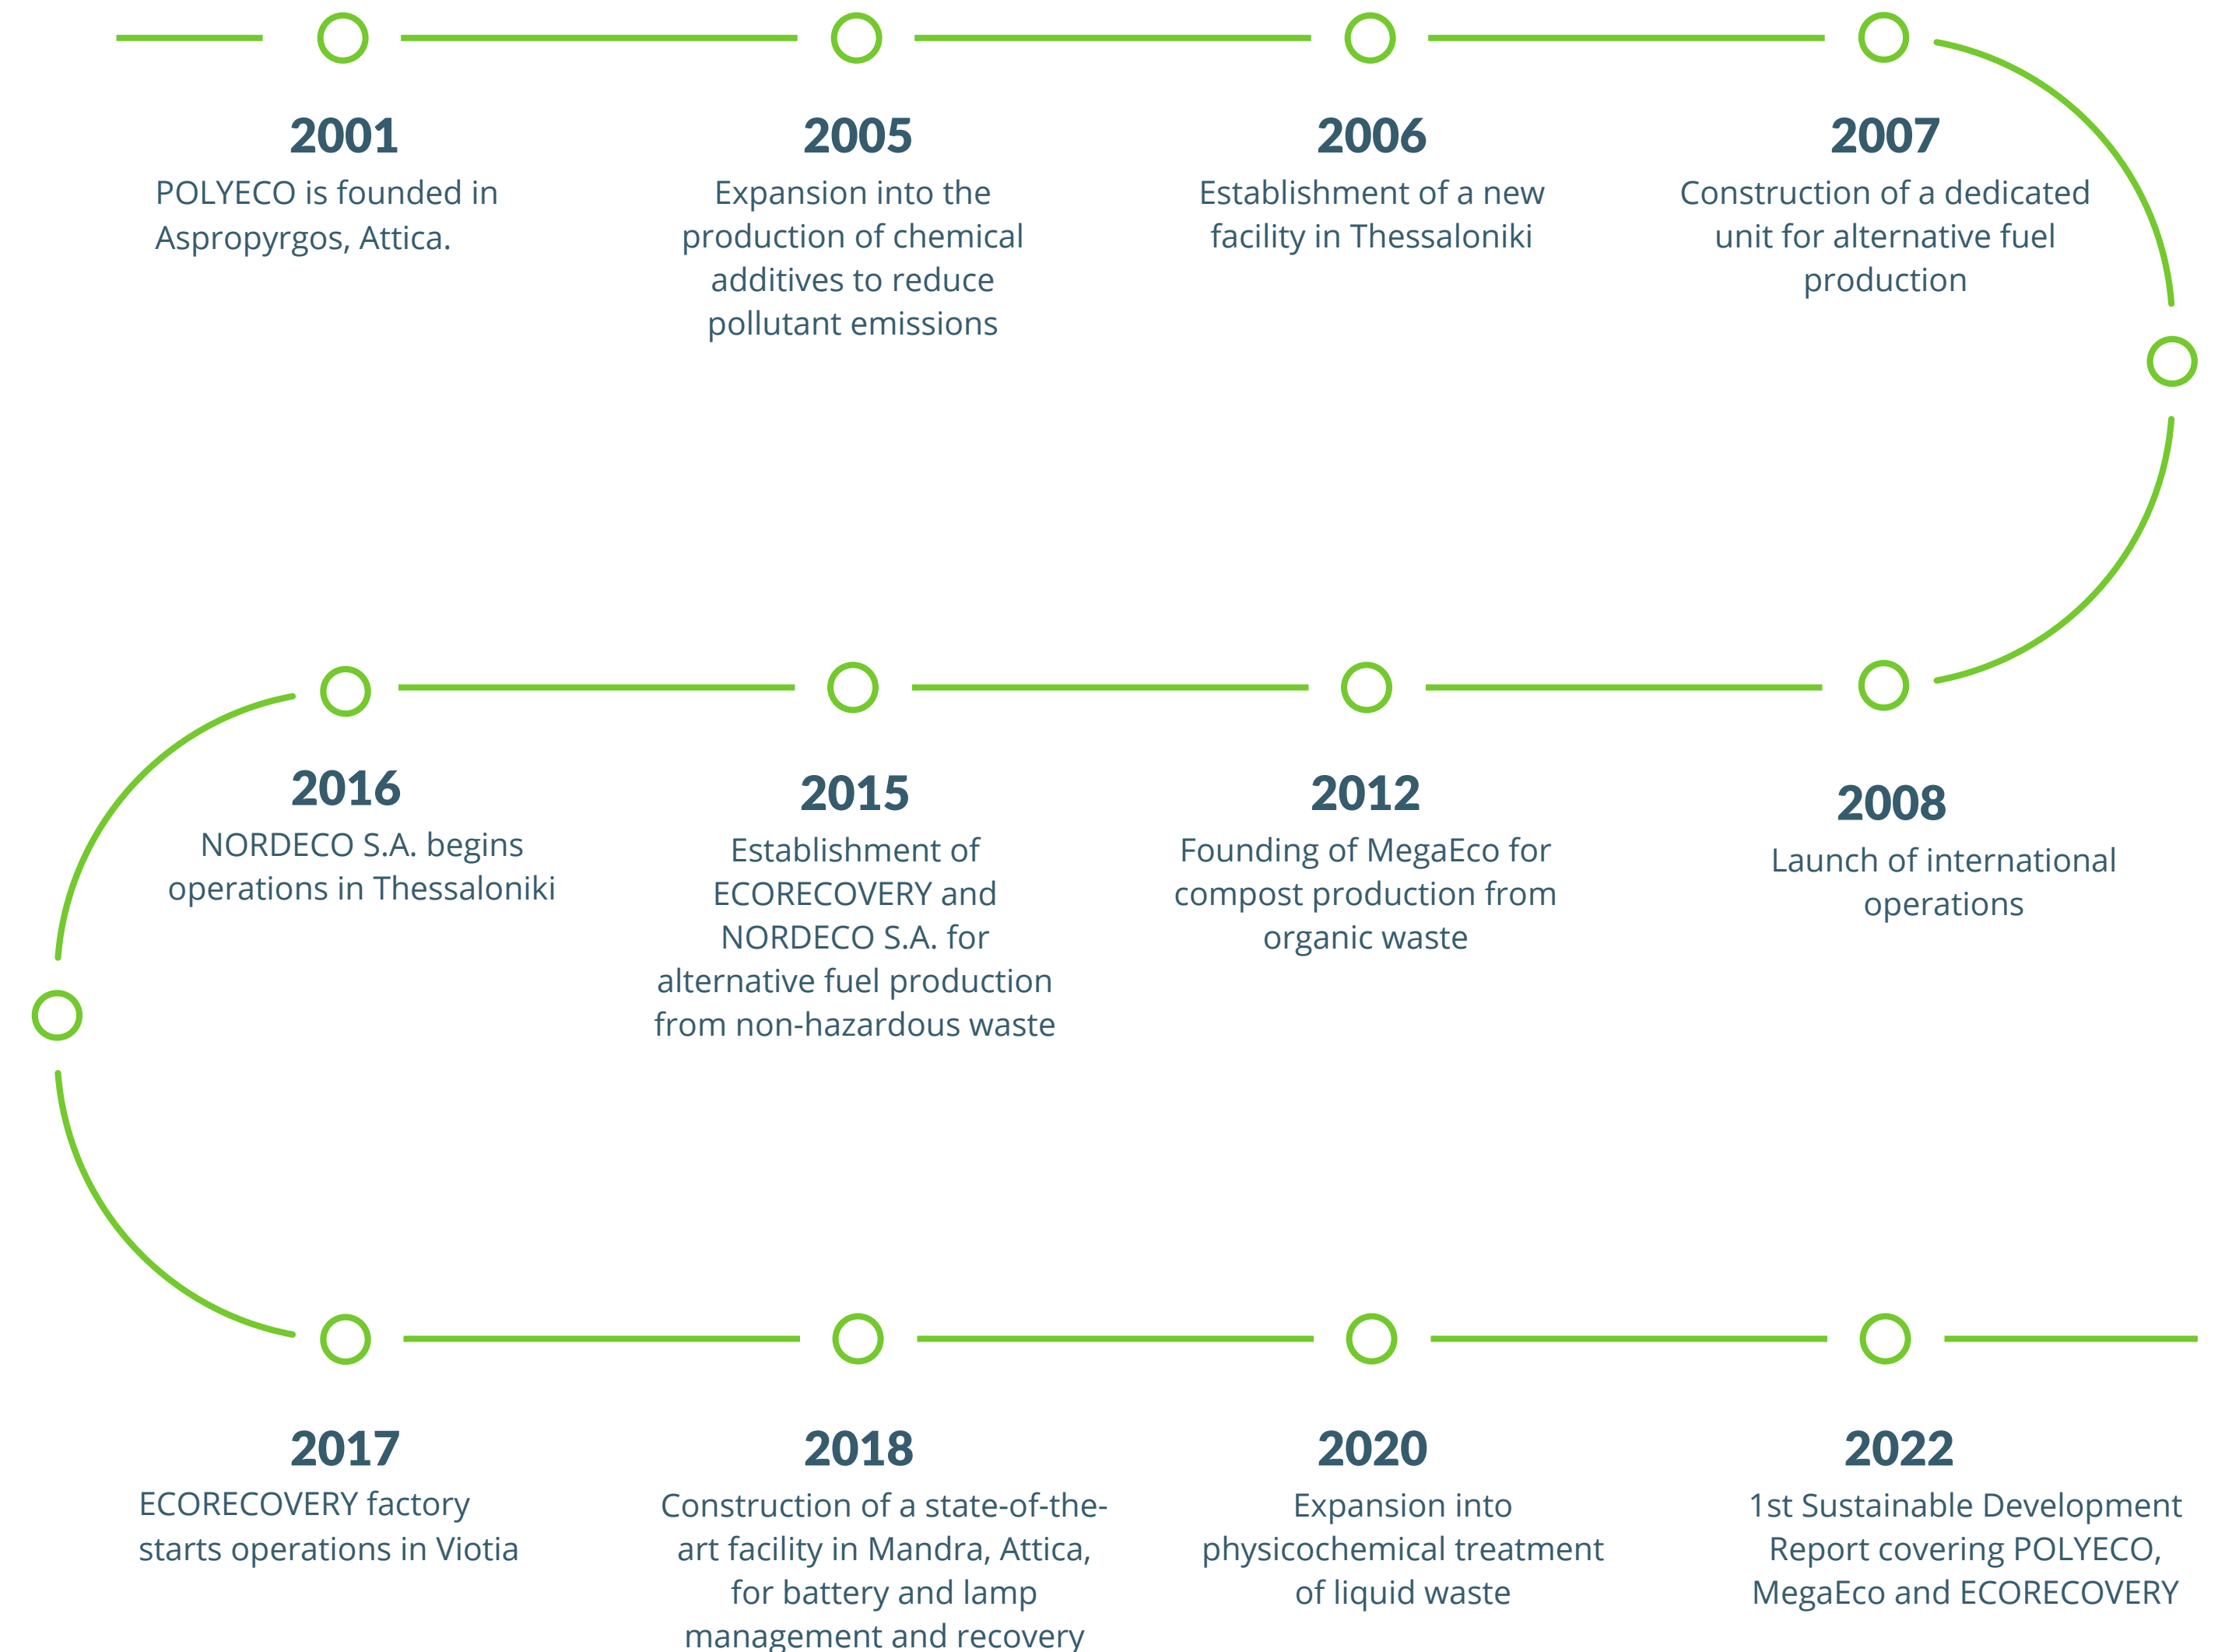 2001
POLYECO is founded in
Aspropyrgos, Attica.
2005
Expansion into the
production of chemical
additives to reduce
pollutant emissions
2006
Establishment of a new
facility in Thessaloniki
2007
Construction of a dedicated
unit for alternative fuel
production
2016
NORDECO S.A. begins
operations in Thessaloniki
2015
Establishment of
ECORECOVERY and
NORDECO S.A. for
alternative fuel production
from non-hazardous waste
2012
Founding of MegaEco for
compost production from
organic waste
2008
Launch of international
operations
2017
ECORECOVERY factory
starts operations in Viotia
2018
Construction of a state-of-the-
art facility in Mandra, Attica,
for battery and lamp
management and recovery
2020
Expansion into
physicochemical treatment
of liquid waste
2022
1st Sustainable Development
Report covering POLYECO,
MegaEco and ECORECOVERY